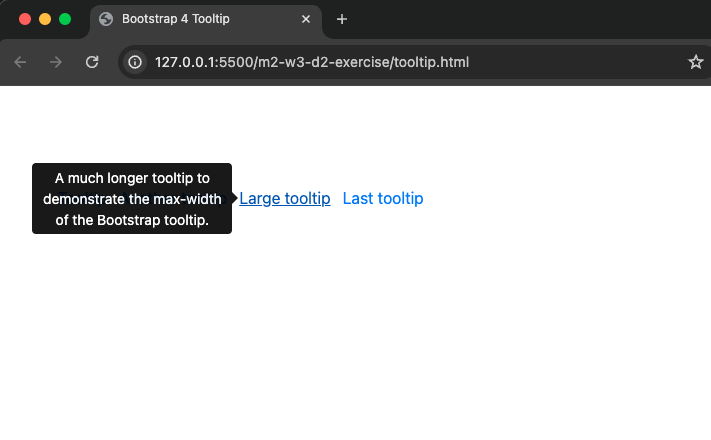 Bootstrap 4 Tooltip
127.0.0.1:5500/m2-w3-d2-exercise/tooltip.html
A much longer tooltip to
demonstrate the max-width
of the Bootstrap tooltip.
Large tooltip Last tooltip